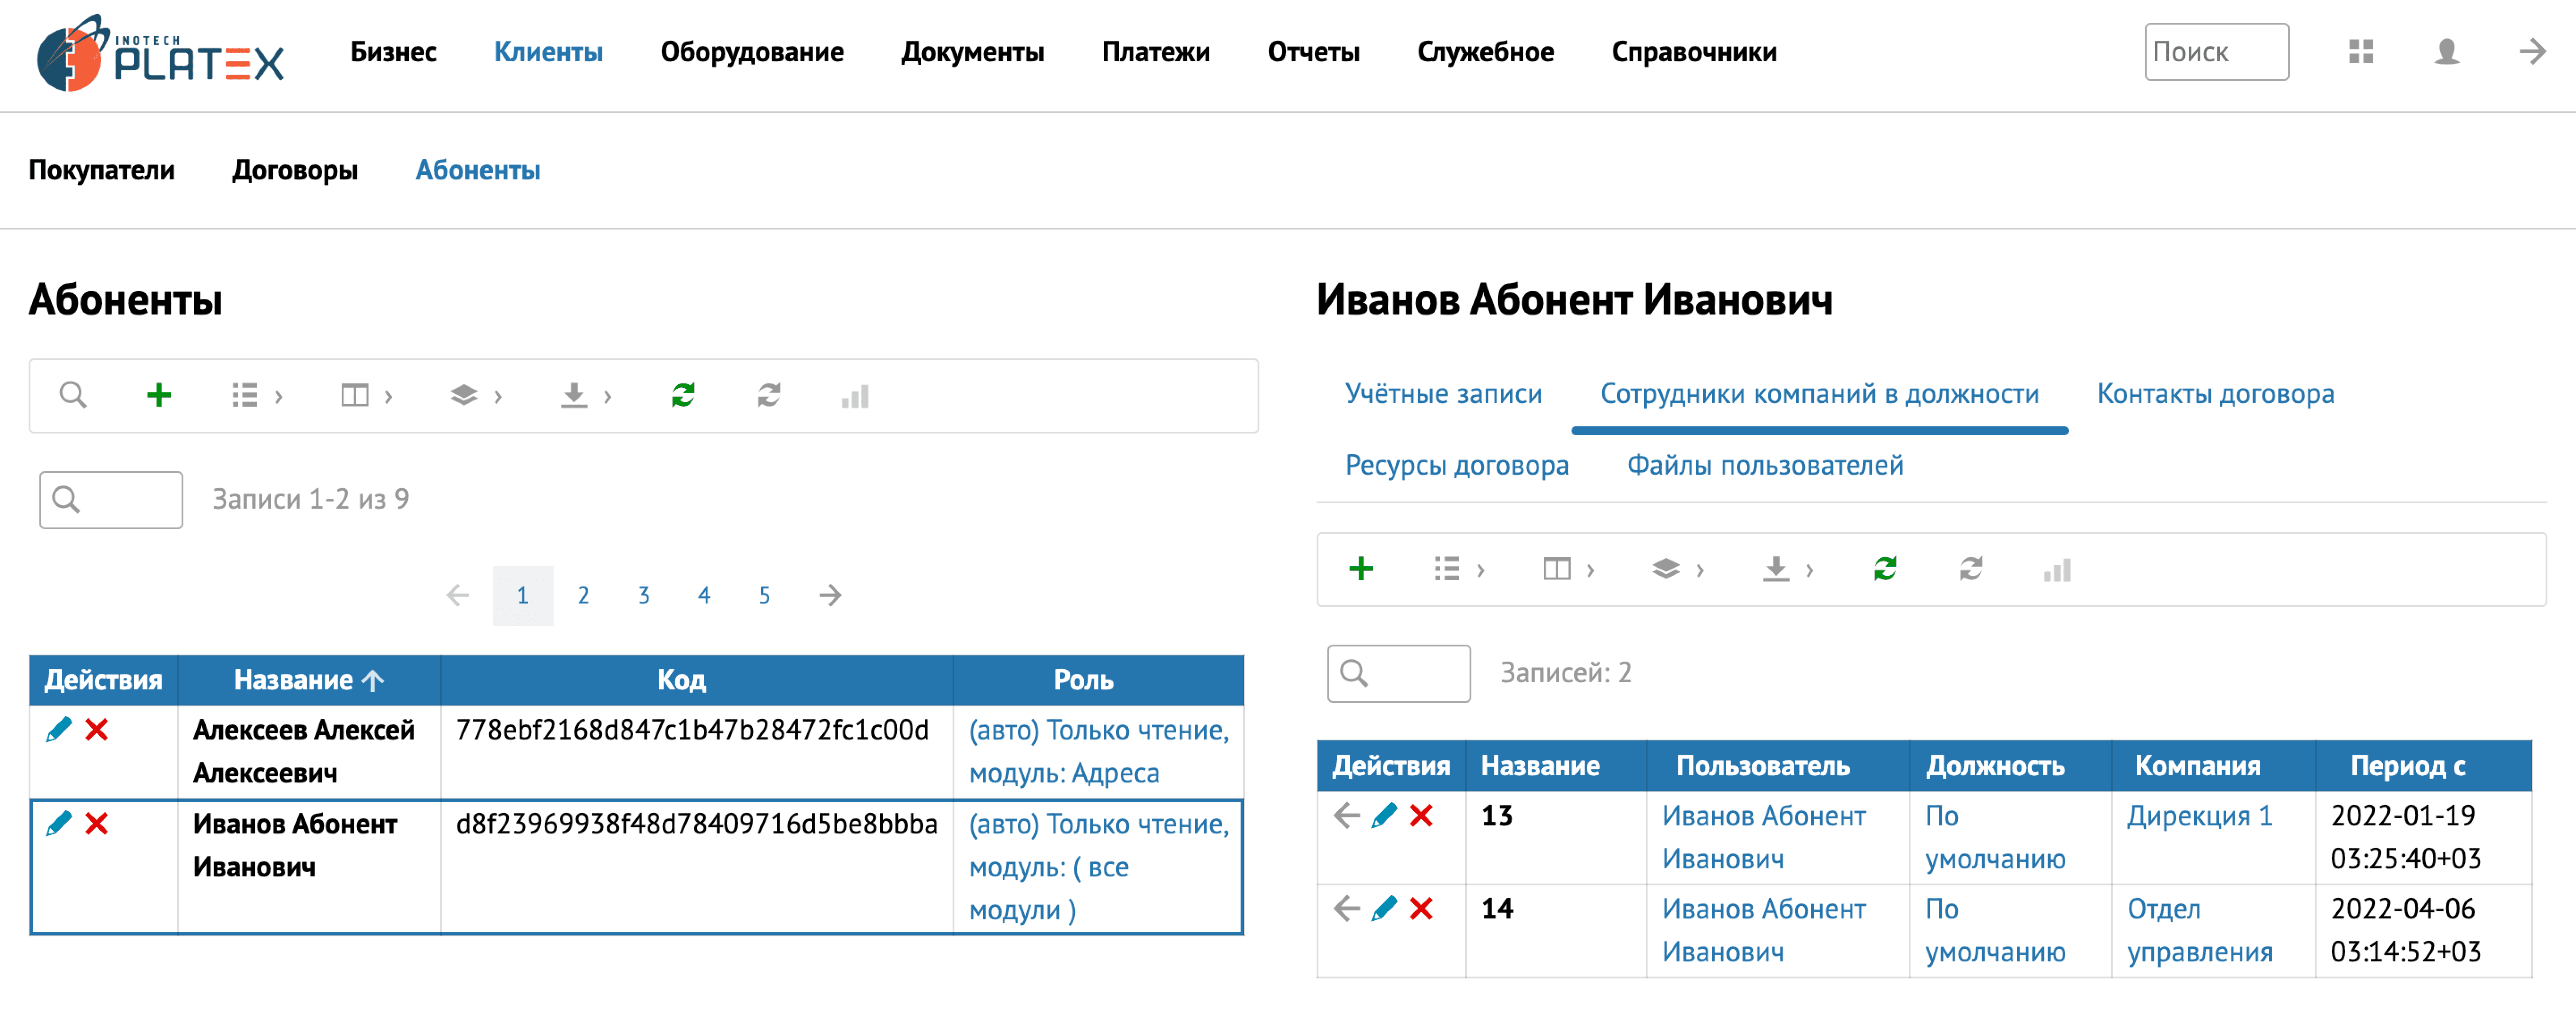 INOTECH
PLATEX
Бизнес Клиенты Оборудование Документы Платежи Отчеты Служебное Справочники Поиск
Покупатели Договоры Абоненты
Абоненты
Записи 1-2 из 9
1 2 3 4 5
Действия Название Код Роль
Алексеев Алексей 778ebf2168d847c1b47b28472fc1c00d (авто) Только чтение,
Алексеевич модуль: Адреса
Иванов Абонент d8f23969938f48d78409716d5be8bbba (авто) Только чтение,
Иванович модуль: ( все
модули )
Иванов Абонент Иванович
Учётные записи Сотрудники компаний в должности Контакты договора
Ресурсы договора Файлы пользователей
Записей: 2
Действия Название Пользователь Должность Компания Период с
13 Иванов Абонент По Дирекция 1 2022-01-19
Иванович умолчанию 03:25:40+03
14 Иванов Абонент По Отдел 2022-04-06
Иванович умолчанию управления 03:14:52+03